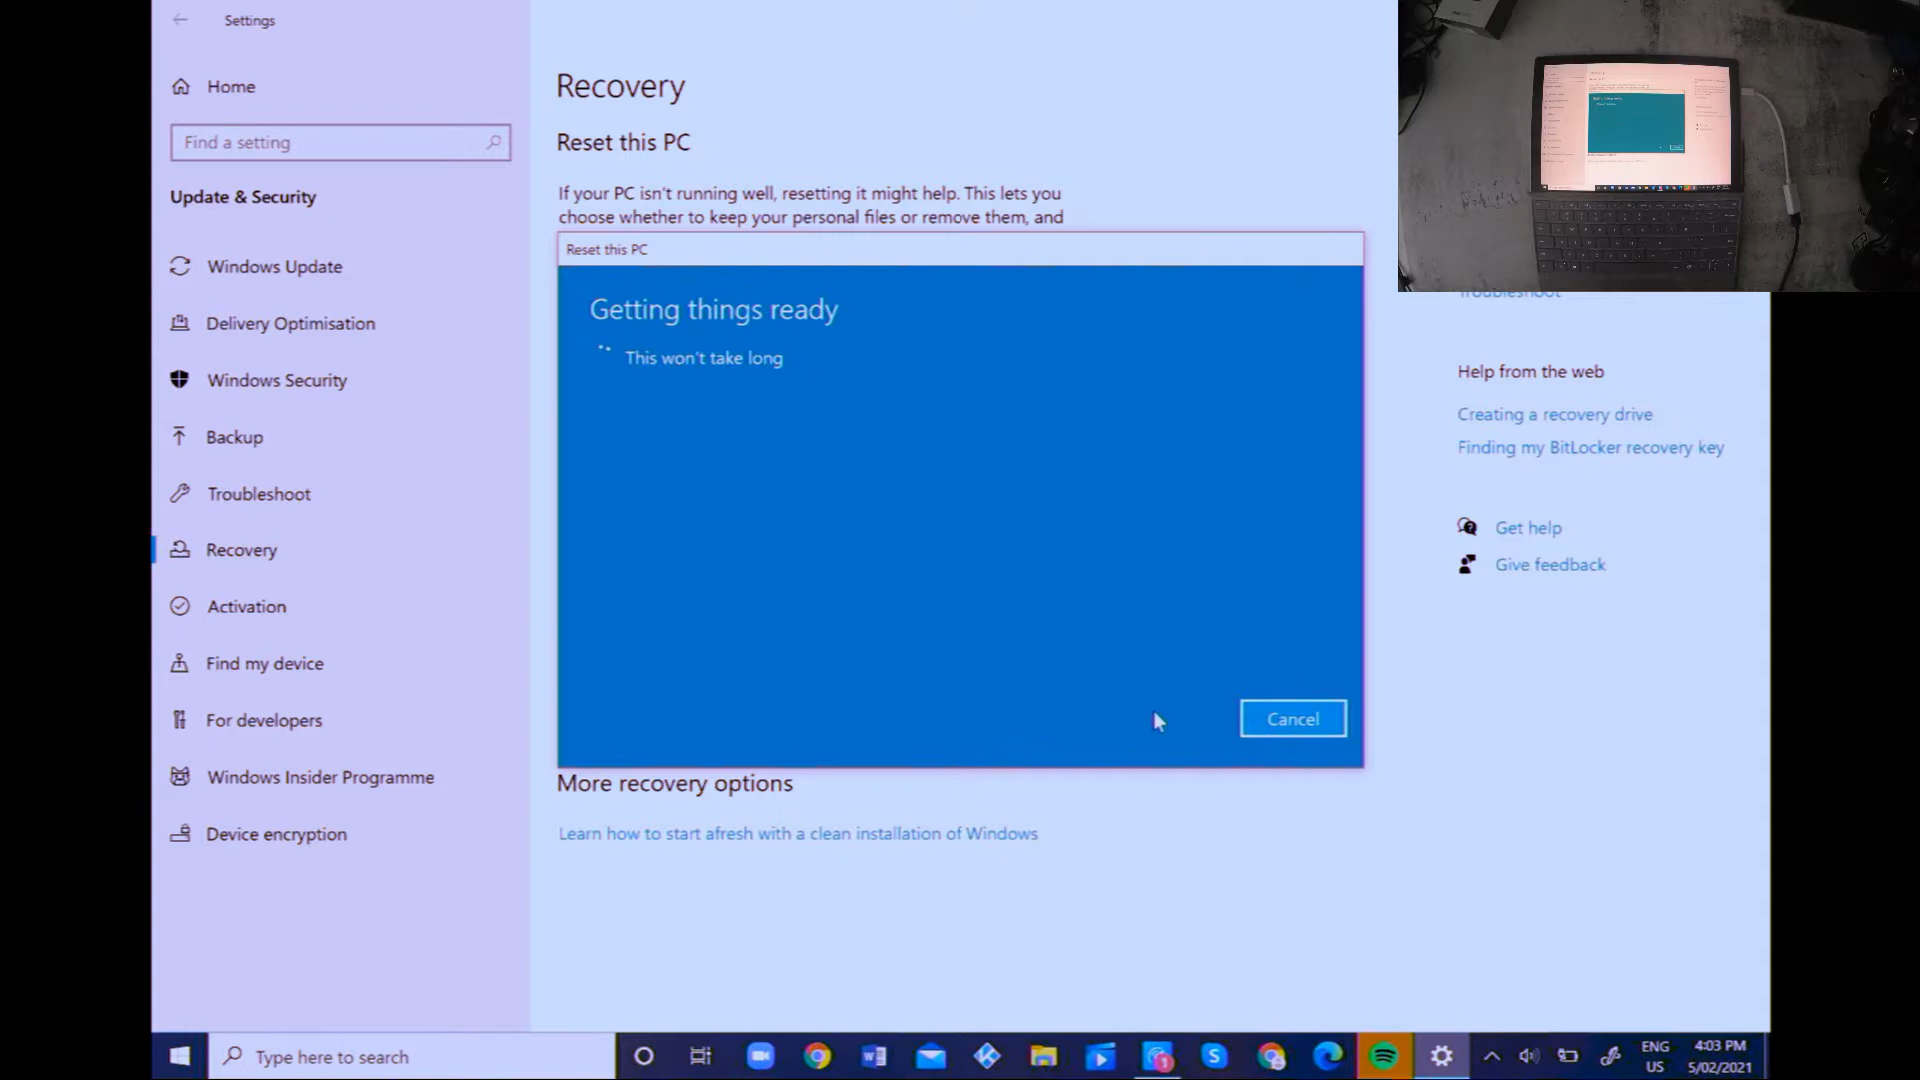 Settings
Home
Find a setting
Update & Security
Windows Update
Delivery Optimisation
Windows Security
Backup
Troubleshoot
Recovery
Activation
Find my device
For developers
Windows Insider Programme
Device encryption
Recovery
Reset this PC
If your PC isn't running well, resetting it might help. This lets you
choose whether to keep your personal files or remove them, and
Reset this PC
Getting things ready
This won't take long
Cancel
More recovery options
Learn how to start afresh with a clean installation of Windows
Troubleshoot
Help from the web
Creating a recovery drive
Finding my BitLocker recovery key
Get help
Give feedback
Type here to search
1
ENG
US
4:03 PM
5/02/2021